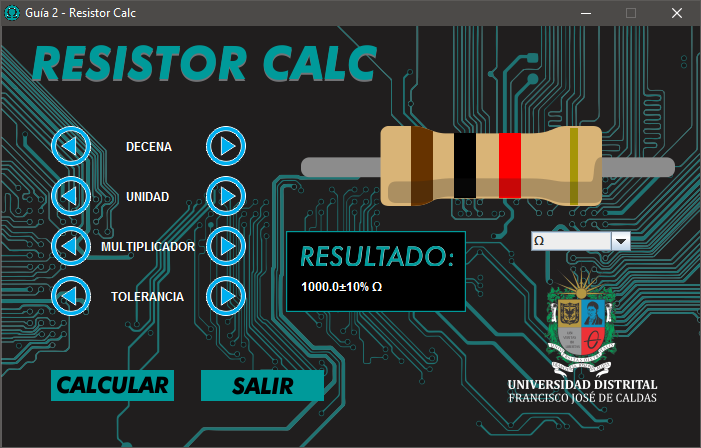 Guía 2 - Resistor Calc
RESISTOR CALC
DECENA
UNIDAD
MULTIPLICADOR
TOLERANCIA
RESULTADO:
1000.0±10% Ω
Ω
CALCULAR
SALIR
UNIVERSIDAD DISTRITAL
FRANCISCO JOSÉ DE CALDAS